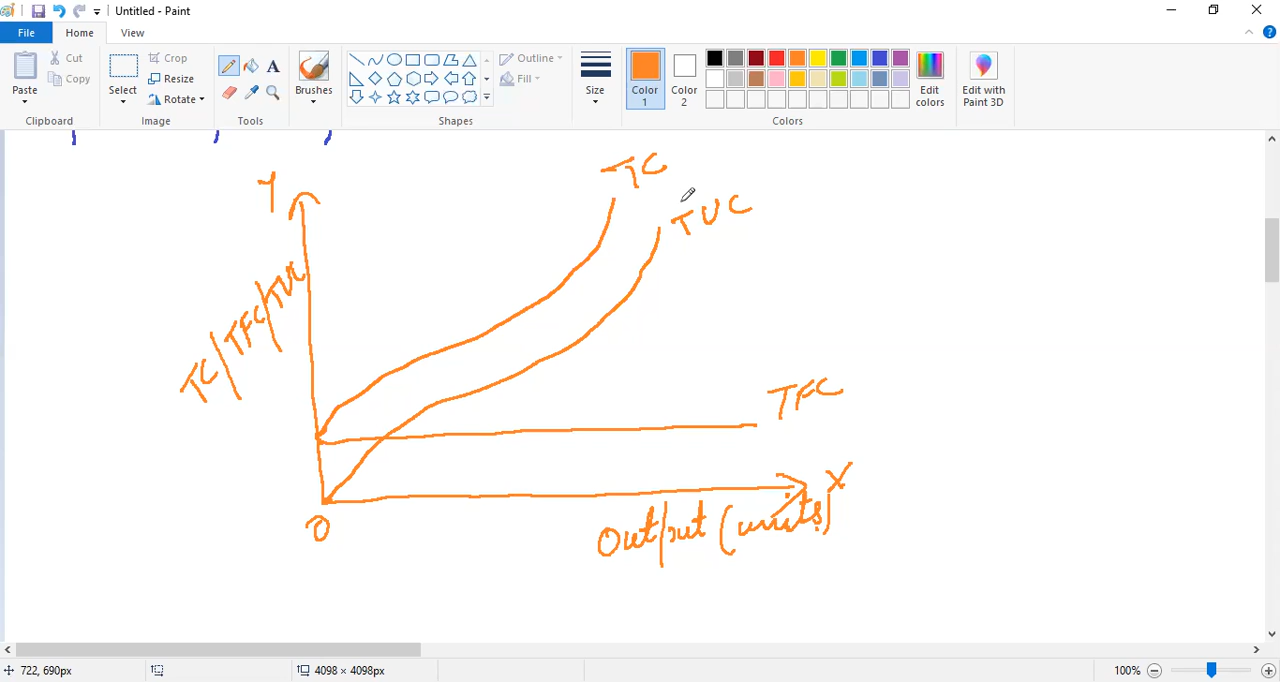 Untitled - Paint
File Home View
Paste
Cut
Copy
Clipboard
Select
Crop
Resize
Rotate
Image
A
Tools
Brushes
Shapes
Outline
Fill
Size
Color 1
Color 2
Colors
Edit colors
Edit with Paint 3D
Y
TC
TVC
TC/TFC/TVC
TFC
X
O
Output (units)
722, 690px
4098 × 4098px
100%